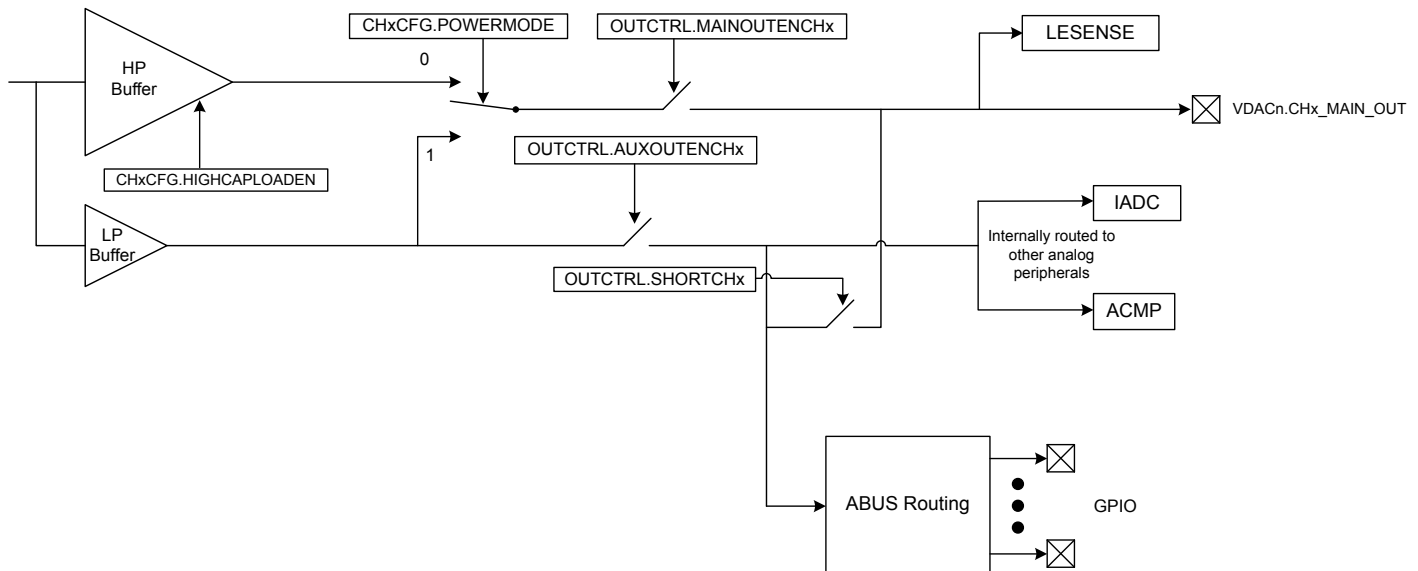 CHxCFG.POWERMODE
OUTCTRL.MAINOUTENCHx
LESENSE
HP
Buffer
0
VDACn.CHx_MAIN_OUT
1
OUTCTRL.AUXOUTENCHx
CHxCFG.HIGHCAPLOADEN
IADC
LP
Buffer
Internally routed to
other analog
peripherals
OUTCTRL.SHORTCHx
ACMP
ABUS Routing
GPIO